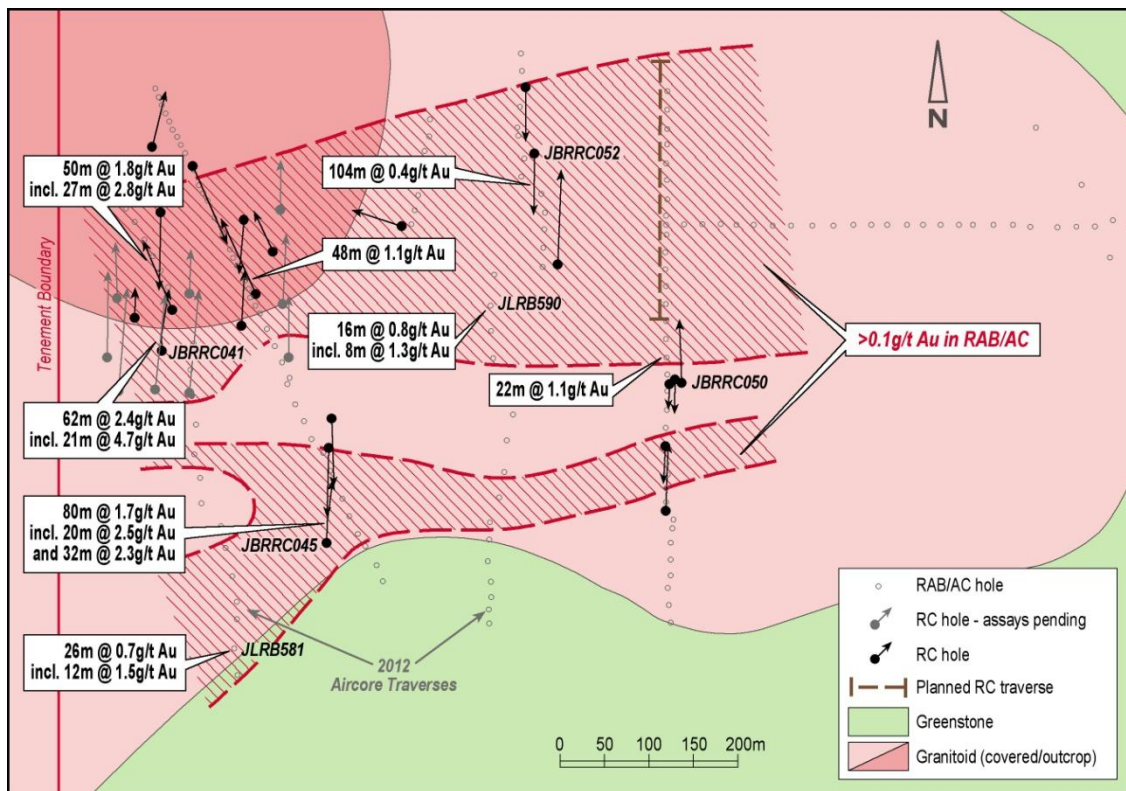 N
50m @ 1.8g/t Au
incl. 27m @ 2.8g/t Au
104m @ 0.4g/t Au
JBRRC052
48m @ 1.1g/t Au
Tenement Boundary
JLRB590
16m @ 0.8g/t Au
incl. 8m @ 1.3g/t Au
>0.1g/t Au in RAB/AC
JBRRC041
22m @ 1.1g/t Au
JBRRC050
62m @ 2.4g/t Au
incl. 21m @ 4.7g/t Au
80m @ 1.7g/t Au
incl. 20m @ 2.5g/t Au
and 32m @ 2.3g/t Au
JBRRC045
26m @ 0.7g/t Au
incl. 12m @ 1.5g/t Au
JLRB581
2012
Aircore Traverses
0 50 100 150 200m
RAB/AC hole
RC hole - assays pending
RC hole
Planned RC traverse
Greenstone
Granitoid (covered/outcrop)